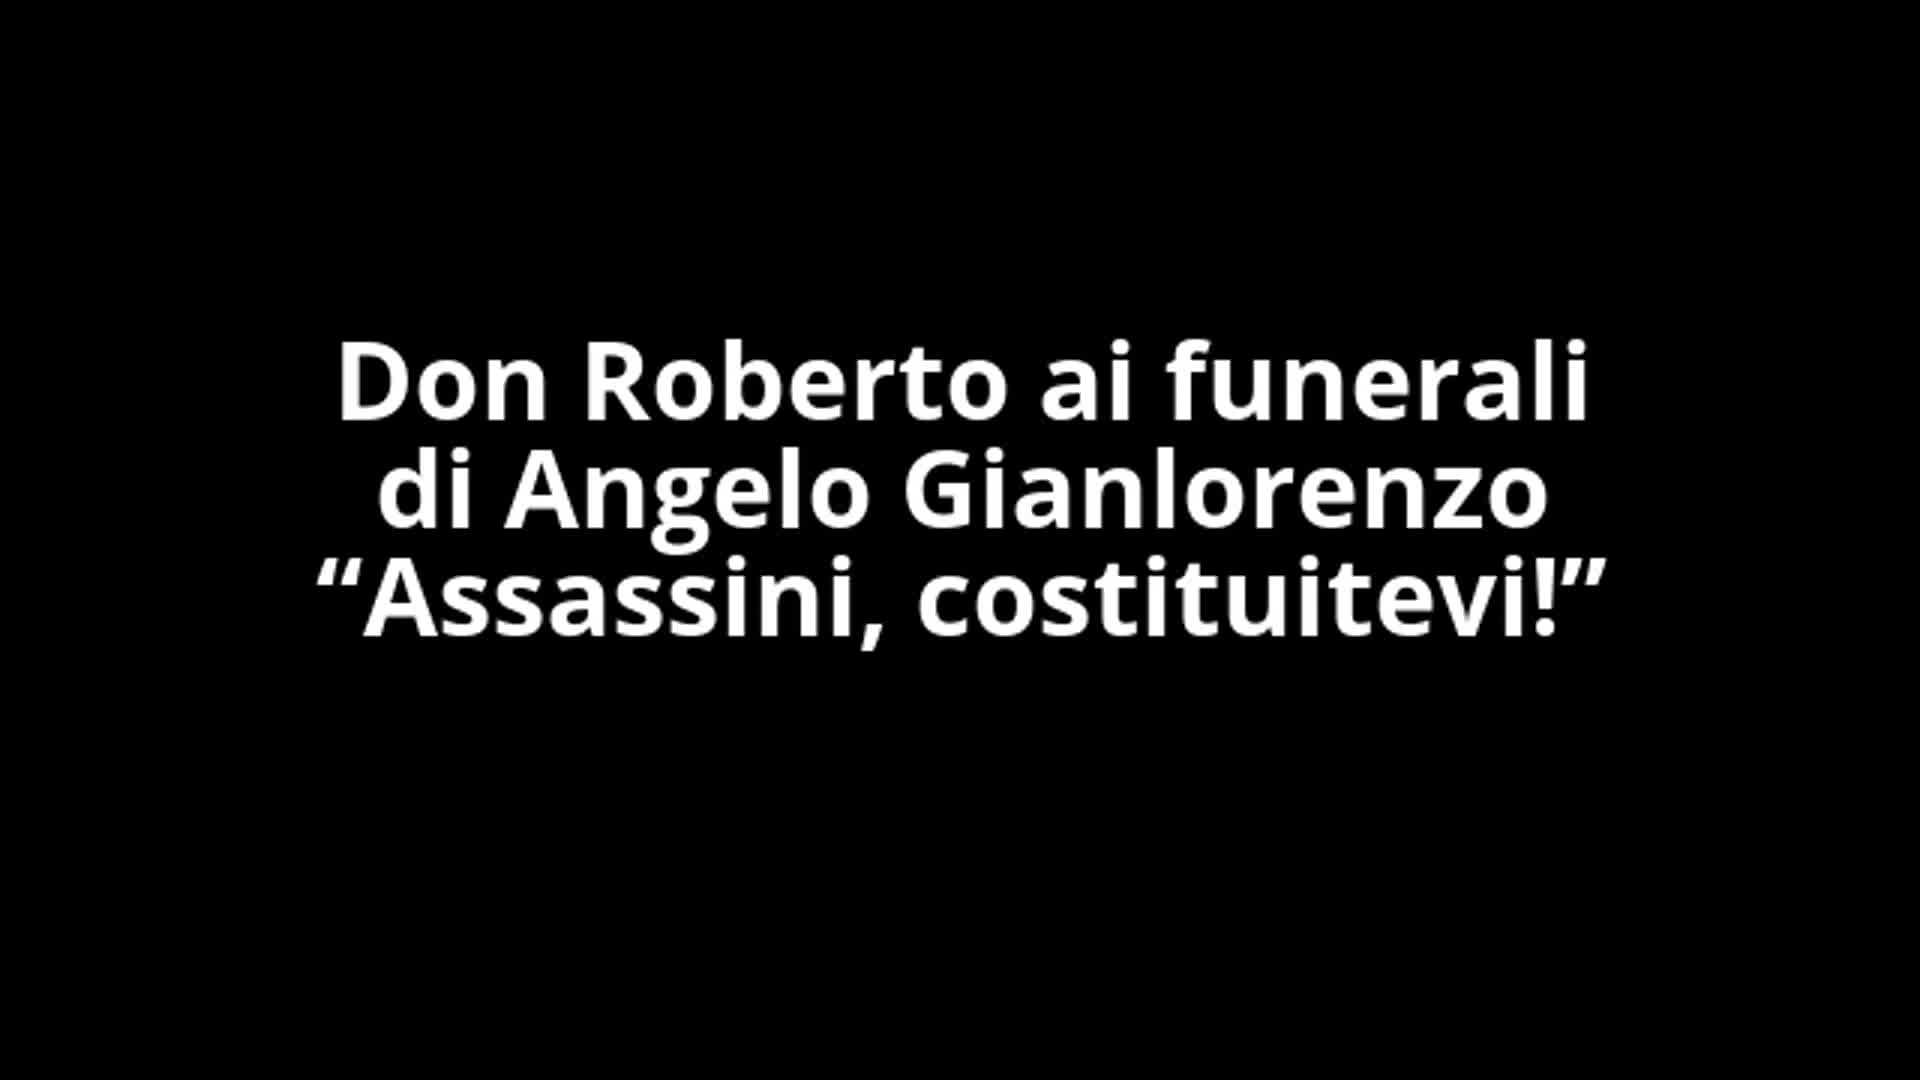 Don Roberto ai funerali
di Angelo Gianlorenzo
“Assassini, costituitevi!”